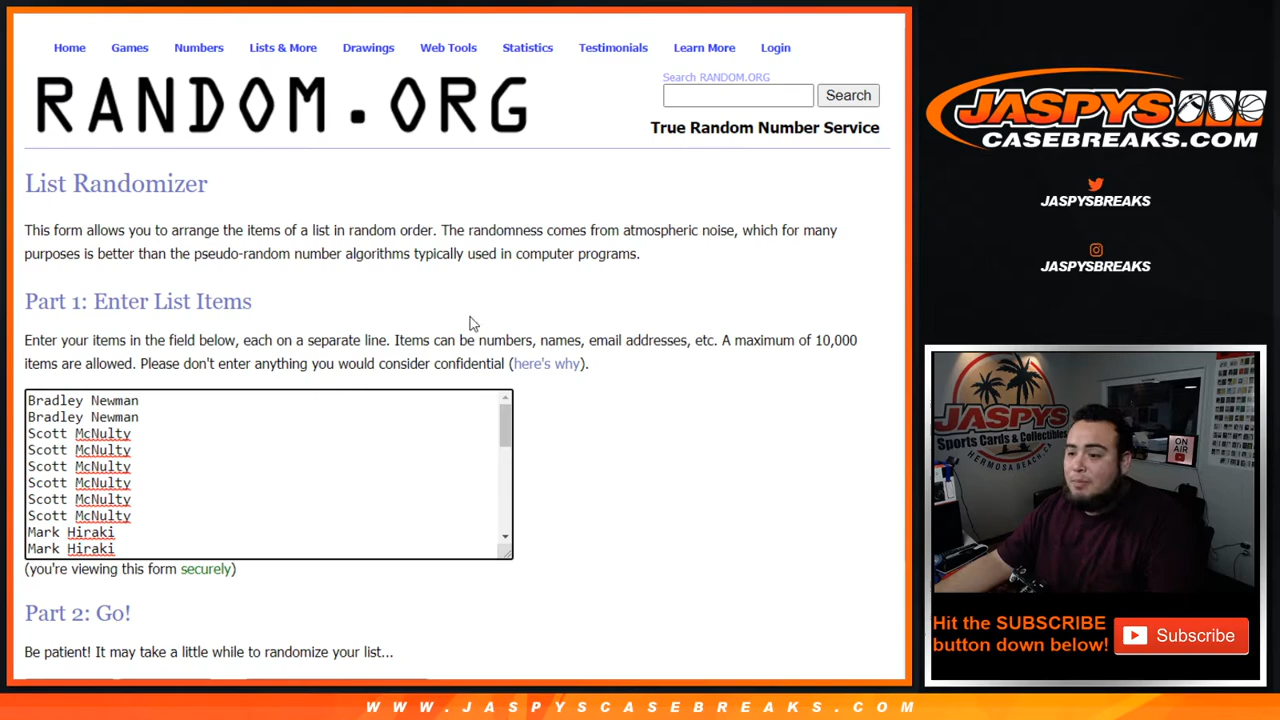 Home Games Numbers Lists & More Drawings Web Tools Statistics Testimonials Learn More Login
RANDOM.ORG
Search RANDOM.ORG
Search
True Random Number Service
List Randomizer
This form allows you to arrange the items of a list in random order. The randomness comes from atmospheric noise, which for many
purposes is better than the pseudo-random number algorithms typically used in computer programs.
Part 1: Enter List Items
Enter your items in the field below, each on a separate line. Items can be numbers, names, email addresses, etc. A maximum of 10,000
items are allowed. Please don't enter anything you would consider confidential (here's why).
Bradley Newman
Bradley Newman
Scott McNulty
Scott McNulty
Scott McNulty
Scott McNulty
Scott McNulty
Scott McNulty
Mark Hiraki
Mark Hiraki
(you're viewing this form securely)
Part 2: Go!
Be patient! It may take a little while to randomize your list...
JASPYS
CASEBREAKS.COM
JASPYSBREAKS
JASPYSBREAKS
JASPYS
Sports Cards & Collectibles
HERMOSA BEACH, CA
ON
AIR
Hit the SUBSCRIBE
button down below!
Subscribe
WWW.JASPYSCASEBREAKS.COM